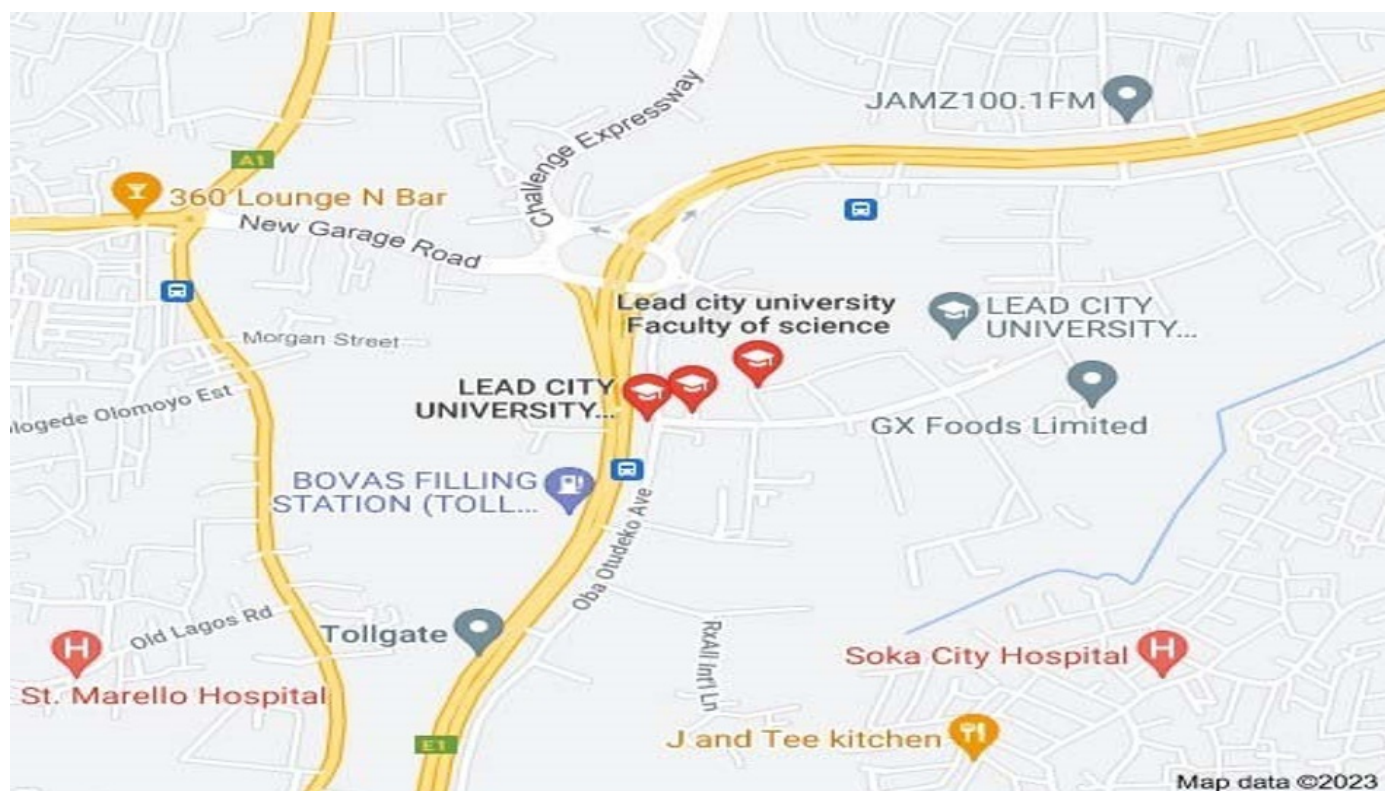 JAMZ100.1FM
Challenge Expressway
A1
360 Lounge N Bar
New Garage Road
Lead city university
Faculty of science
LEAD CITY
UNIVERSITY...
Morgan Street
LEAD CITY
UNIVERSITY...
GX Foods Limited
logede Olomoyo Est
BOVAS FILLING
STATION (TOLL...
Oba Otudeko Ave
Old Lagos Rd
Tollgate
RxAll Int'l Ln
Soka City Hospital
St. Marello Hospital
J and Tee kitchen
E1
Map data ©2023